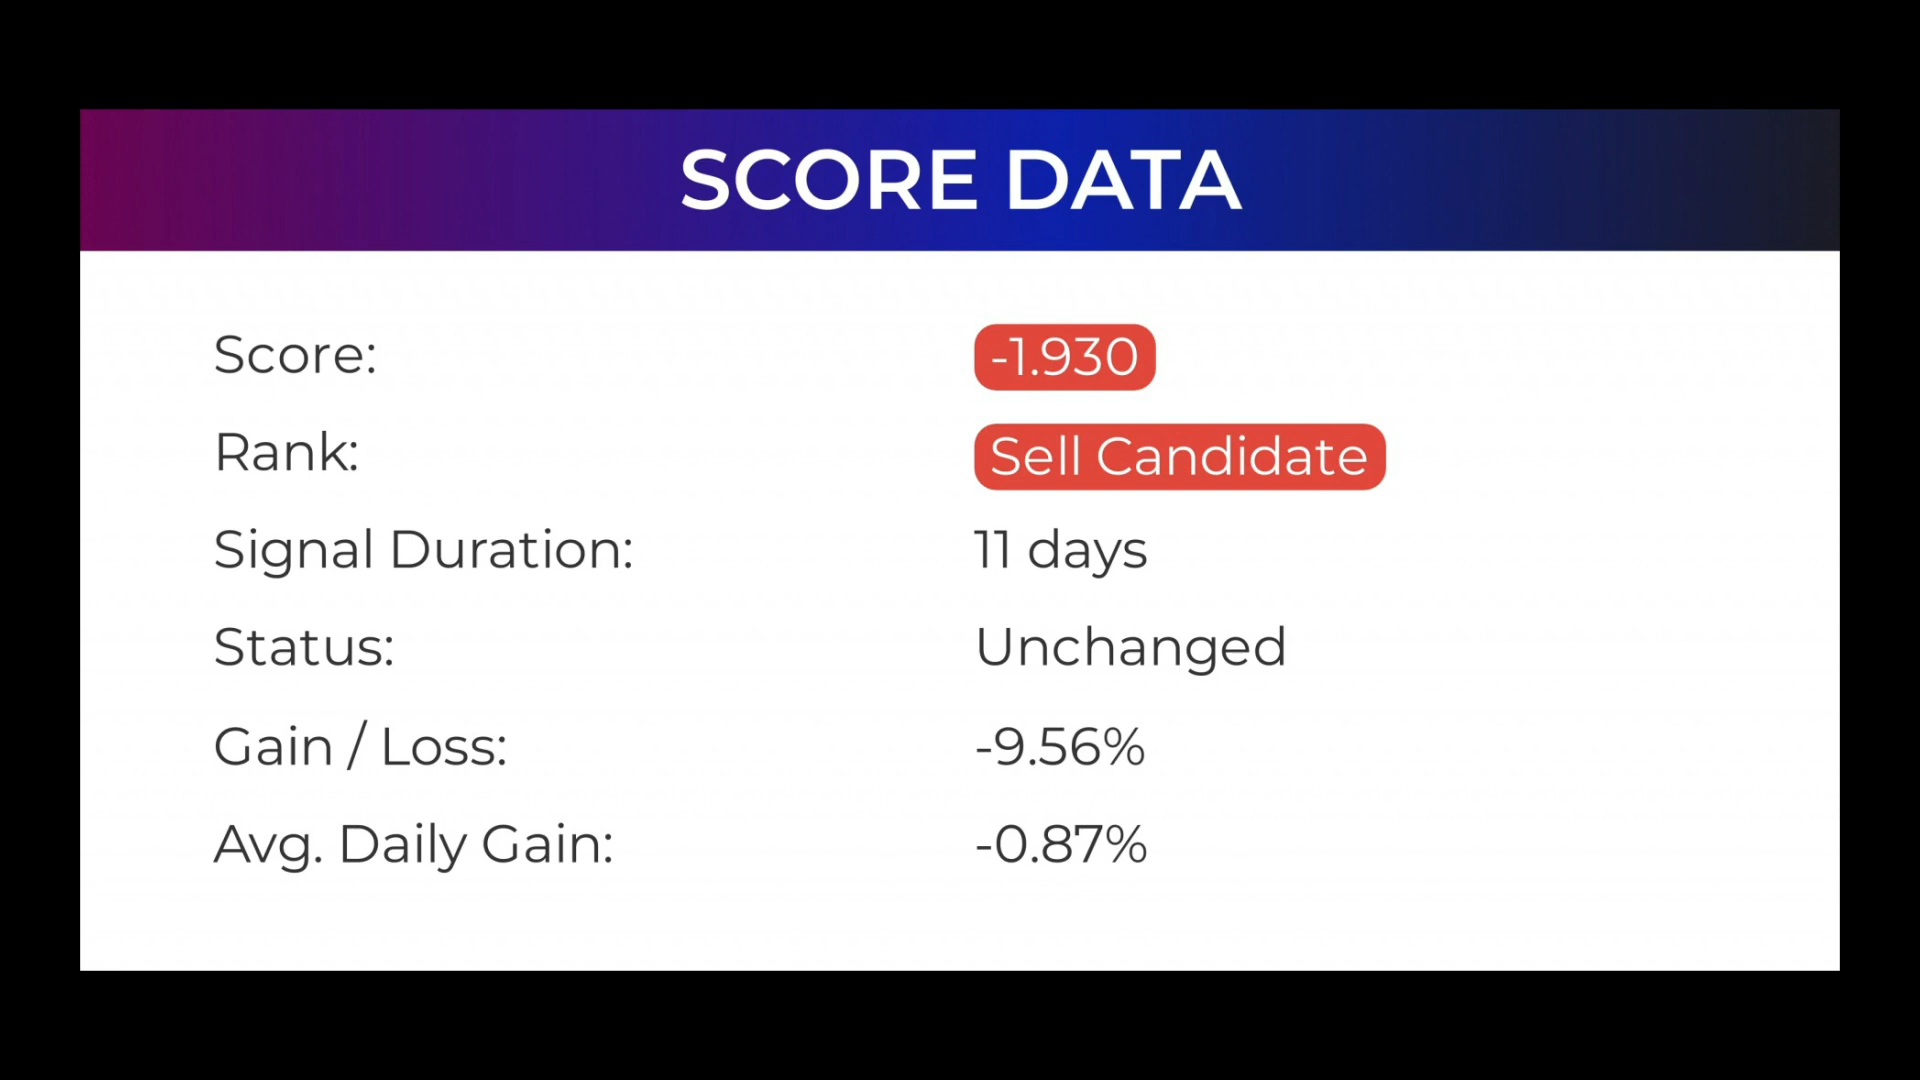 SCORE DATA
Score: -1.930
Rank: Sell Candidate
Signal Duration: 11 days
Status: Unchanged
Gain / Loss: -9.56%
Avg. Daily Gain: -0.87%